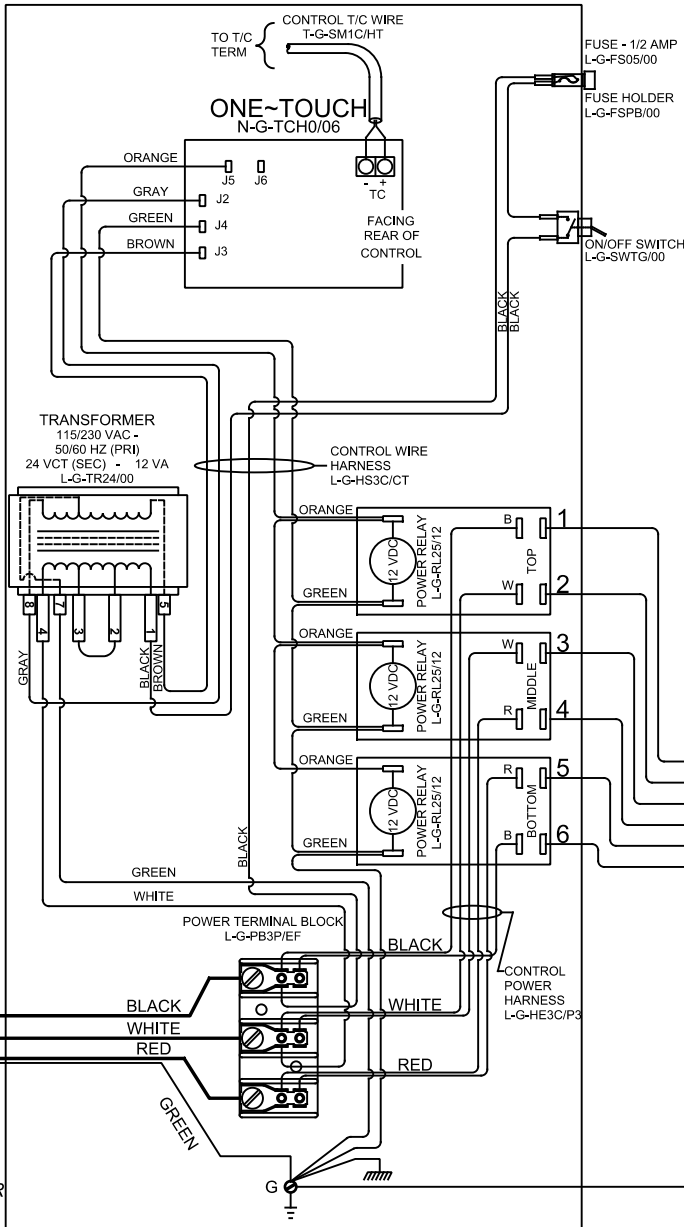 CONTROL T/C WIRE
T-G-SM1C/HT
TO T/C
TERM
FUSE - 1/2 AMP
L-G-FS05/00
FUSE HOLDER
L-G-FSPB/00
ONE~TOUCH
N-G-TCH0/06
ORANGE
J5
J6
- +
TC
GRAY
J2
GREEN
J4
BROWN
J3
FACING
REAR OF
CONTROL
ON/OFF SWITCH
L-G-SWTG/00
BLACK
BLACK
TRANSFORMER
115/230 VAC -
50/60 HZ (PRI)
24 VCT (SEC) - 12 VA
L-G-TR24/00
CONTROL WIRE
HARNESS
L-G-HS3C/CT
8
4
7
3
2
1
5
GRAY
BLACK
BROWN
ORANGE
12 VDC
GREEN
POWER RELAY
L-G-RL25/12
B
W
TOP
1
2
ORANGE
12 VDC
GREEN
POWER RELAY
L-G-RL25/12
W
R
MIDDLE
3
4
ORANGE
12 VDC
GREEN
POWER RELAY
L-G-RL25/12
R
B
BOTTOM
5
6
BLACK
GREEN
WHITE
POWER TERMINAL BLOCK
L-G-PB3P/EF
BLACK
WHITE
RED
CONTROL
POWER
HARNESS
L-G-HE3C/P3
BLACK
WHITE
RED
GREEN
G
R